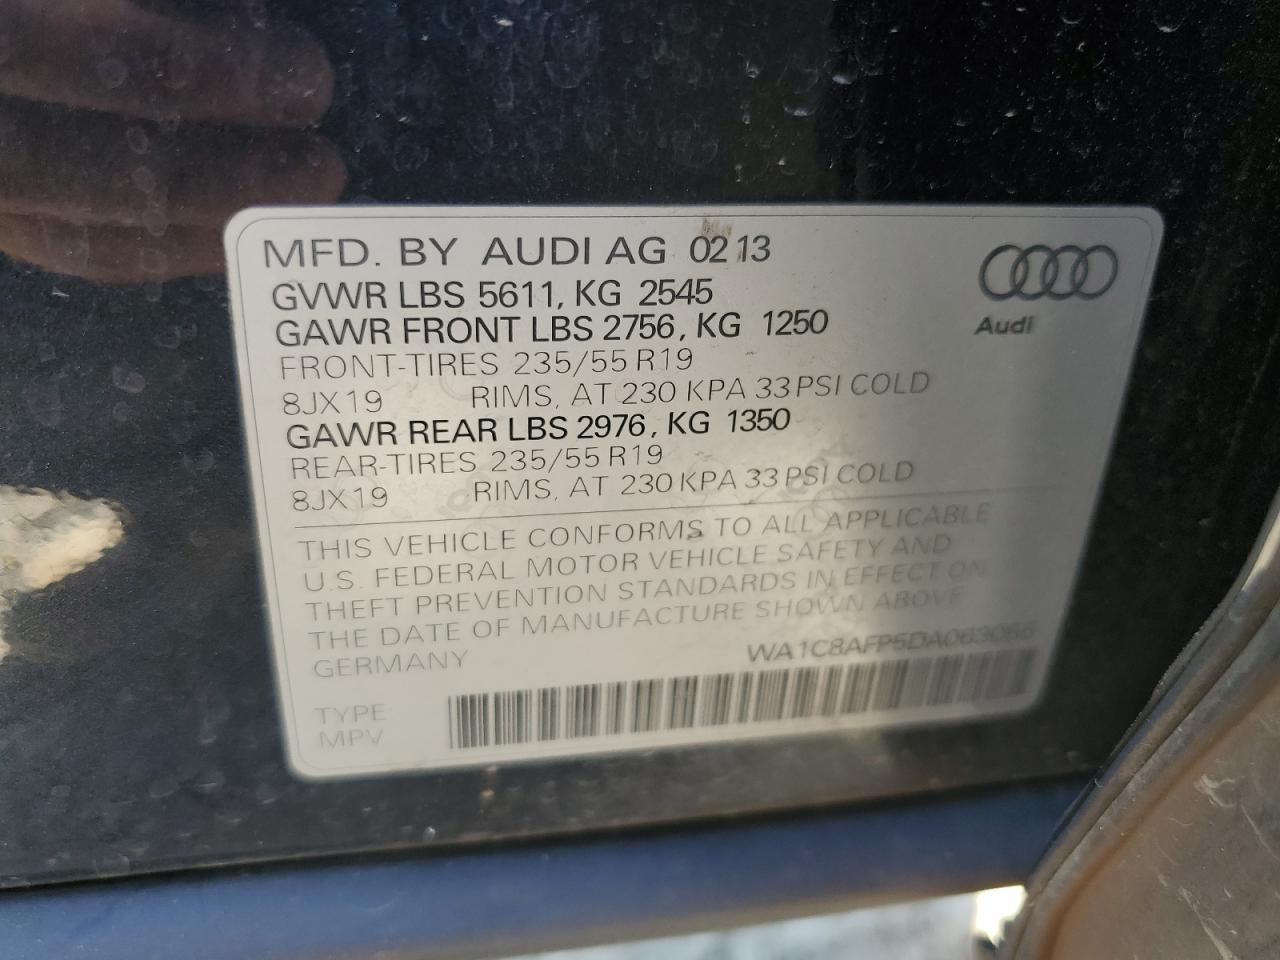 MFD. BY AUDI AG 02 13
GVWR LBS 5611, KG 2545
GAWR FRONT LBS 2756, KG 1250
Audi
FRONT-TIRES 235/55 R19
8JX19 RIMS, AT 230 KPA 33 PSI COLD
GAWR REAR LBS 2976, KG 1350
REAR-TIRES 235/55 R19
8JX19 RIMS, AT 230 KPA 33 PSI COLD
THIS VEHICLE CONFORMS TO ALL APPLICABLE
U.S. FEDERAL MOTOR VEHICLE SAFETY AND
THEFT PREVENTION STANDARDS IN EFFECT ON
THE DATE OF MANUFACTURE SHOWN ABOVE
GERMANY
TYPE
MPV